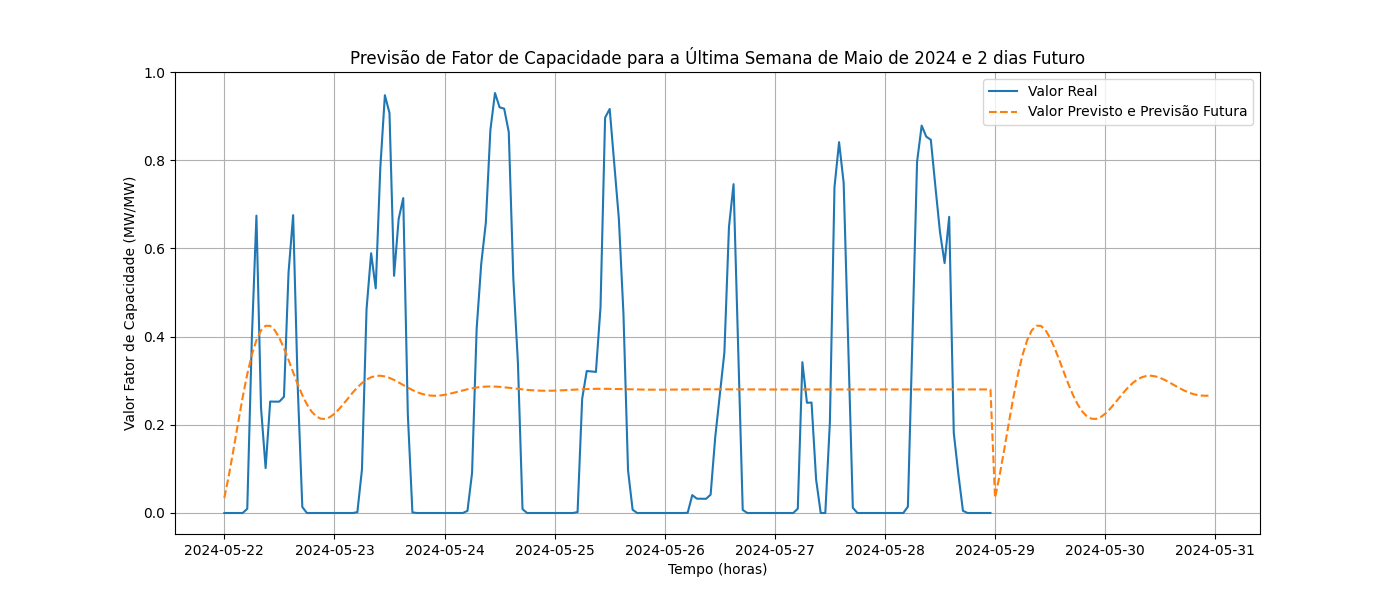 Previsão de Fator de Capacidade para a Última Semana de Maio de 2024 e 2 dias Futuro
Valor Real
Valor Previsto e Previsão Futura
Valor Fator de Capacidade (MW/MW)
1.0
0.8
0.6
0.4
0.2
0.0
2024-05-22 2024-05-23 2024-05-24 2024-05-25 2024-05-26 2024-05-27 2024-05-28 2024-05-29 2024-05-30 2024-05-31
Tempo (horas)